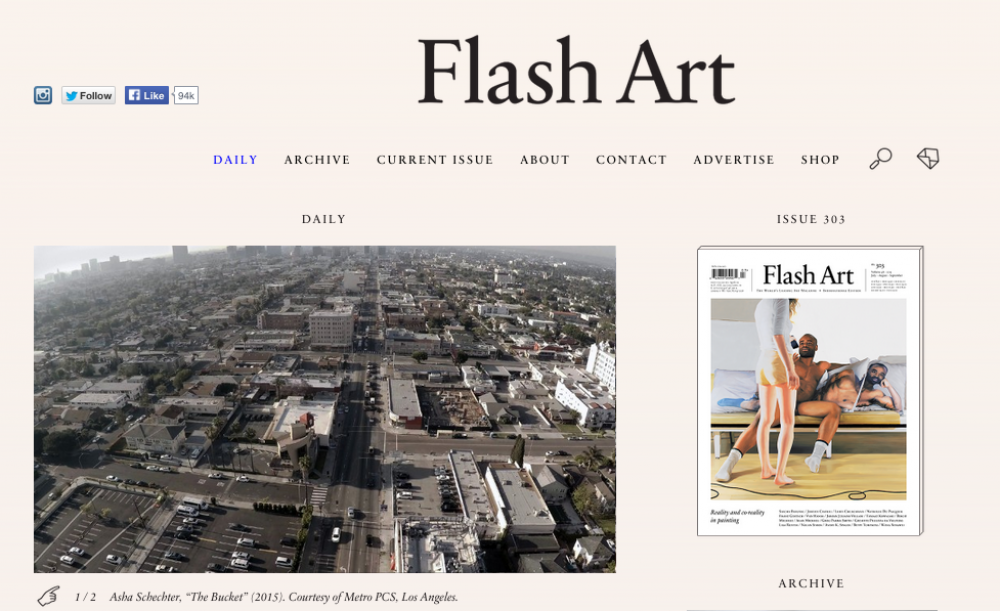 Flash Art
Follow
Like
94k
DAILY ARCHIVE CURRENT ISSUE ABOUT CONTACT ADVERTISE SHOP
DAILY
1 / 2 Asha Schechter, “The Bucket” (2015). Courtesy of Metro PCS, Los Angeles.
ISSUE 303
Flash Art
Reality and co-reality
in painting
ARCHIVE